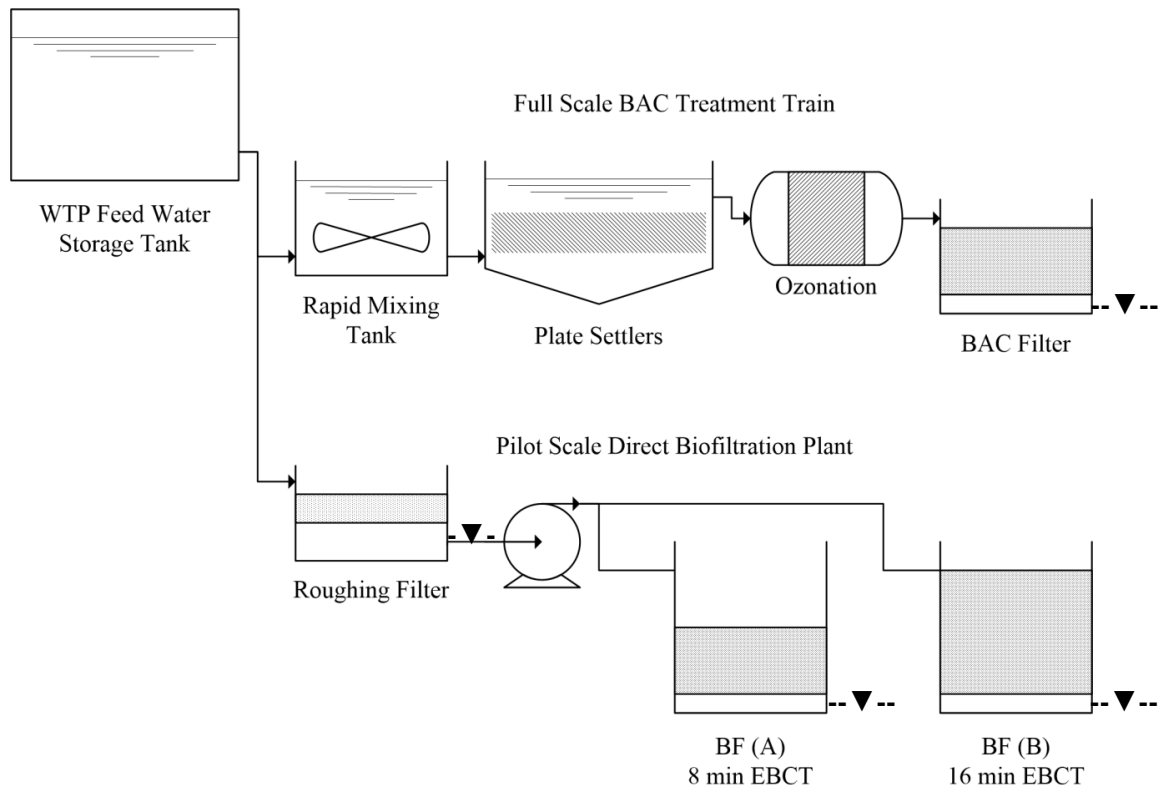 Full Scale BAC Treatment Train
WTP Feed Water
Storage Tank
Rapid Mixing
Tank
Plate Settlers
Ozonation
BAC Filter
Pilot Scale Direct Biofiltration Plant
Roughing Filter
BF (A)
8 min EBCT
BF (B)
16 min EBCT